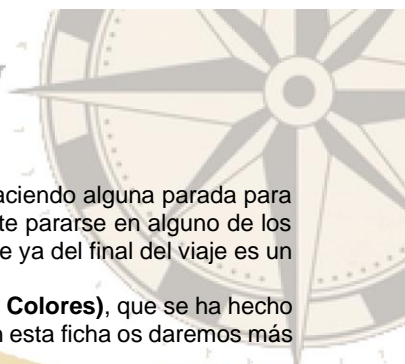 aciendo alguna parada para
te pararse en alguno de los
e ya del final del viaje es un
Colores), que se ha hecho
n esta ficha os daremos más